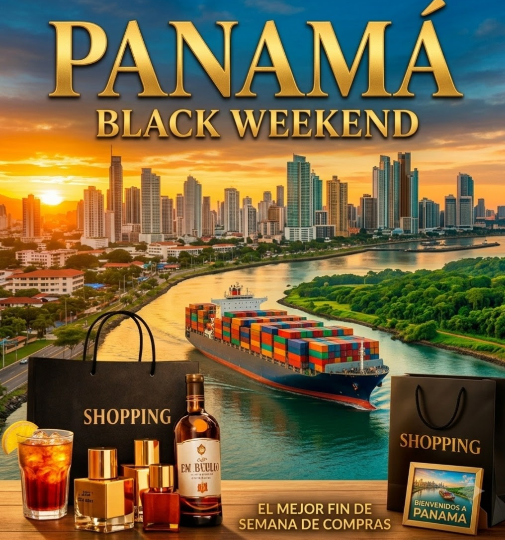 PANAMÁ
BLACK WEEKEND
SHOPPING
SHOPPING
BIENVENIDOS A
PANAMA
EL MEJOR FIN DE
SEMANA DE COMPRAS